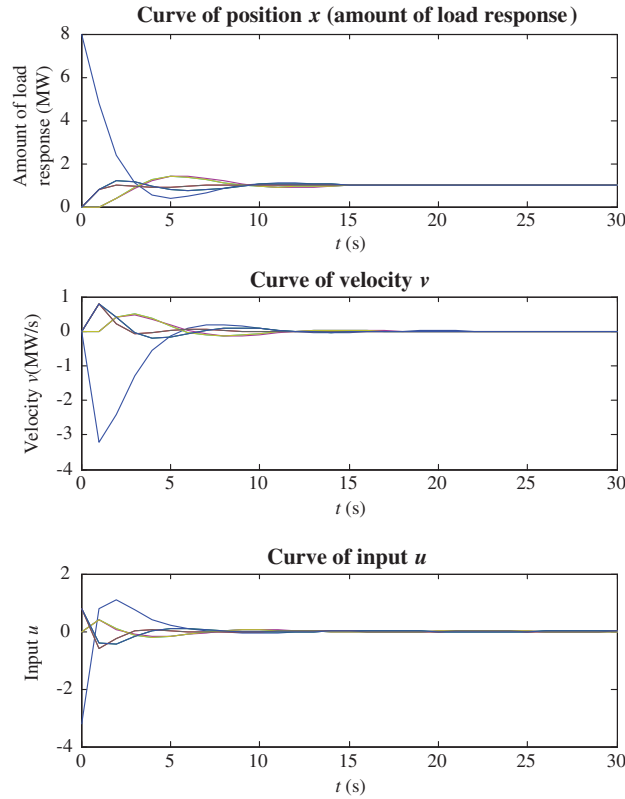 Curve of position x (amount of load response)
Amount of load
response (MW)
8
6
4
2
0
0 5 10 15 20 25 30
t (s)
Curve of velocity v
Velocity v(MW/s)
1
0
-1
-2
-3
-4
0 5 10 15 20 25 30
t (s)
Curve of input u
Input u
2
0
-2
-4
0 5 10 15 20 25 30
t (s)